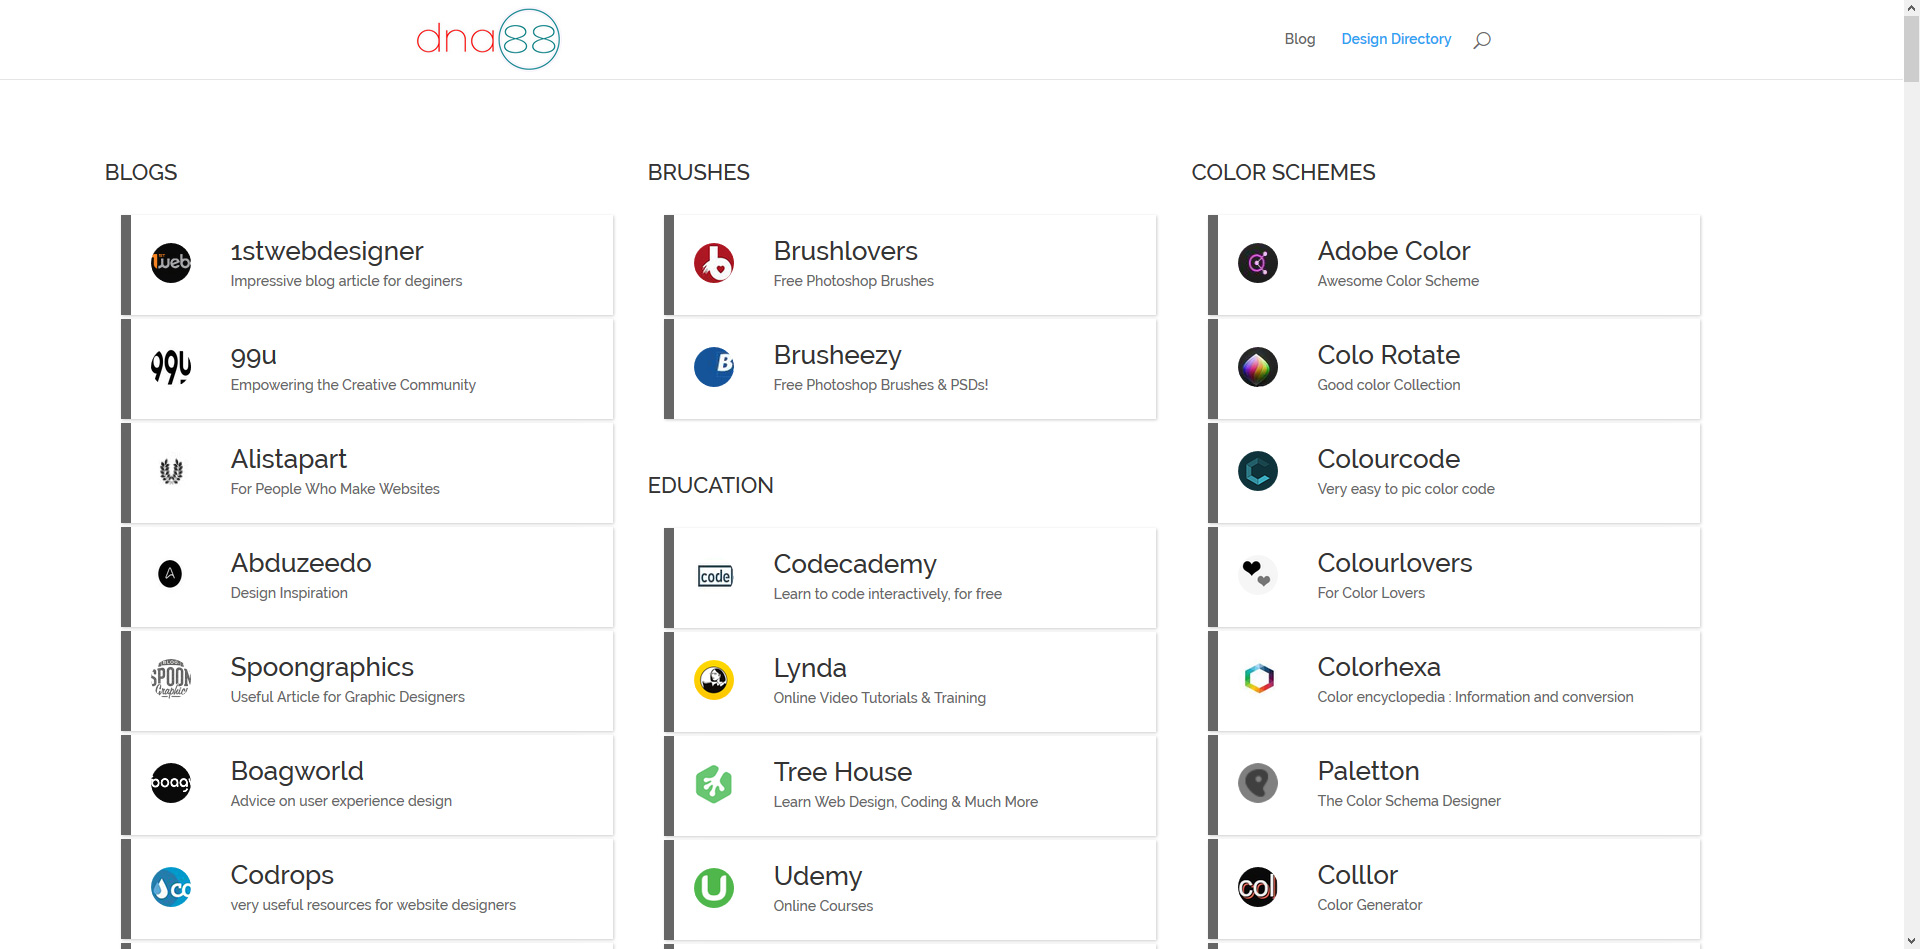 dna88
Blog
Design Directory
BLOGS
1stwebdesigner
Impressive blog article for deginers
99u
Empowering the Creative Community
Alistapart
For People Who Make Websites
Abduzeedo
Design Inspiration
SPOON
Graphics
Spoongraphics
Useful Article for Graphic Designers
boag
Boagworld
Advice on user experience design
co
Codrops
very useful resources for website designers
BRUSHES
b
Brushlovers
Free Photoshop Brushes
B
Brusheezy
Free Photoshop Brushes & PSDs!
EDUCATION
code
Codecademy
Learn to code interactively, for free
Lynda
Online Video Tutorials & Training
Tree House
Learn Web Design, Coding & Much More
U
Udemy
Online Courses
COLOR SCHEMES
Adobe Color
Awesome Color Scheme
Colo Rotate
Good color Collection
Colourcode
Very easy to pic color code
Colourlovers
For Color Lovers
Colorhexa
Color encyclopedia : Information and conversion
Paletton
The Color Schema Designer
col
Colllor
Color Generator